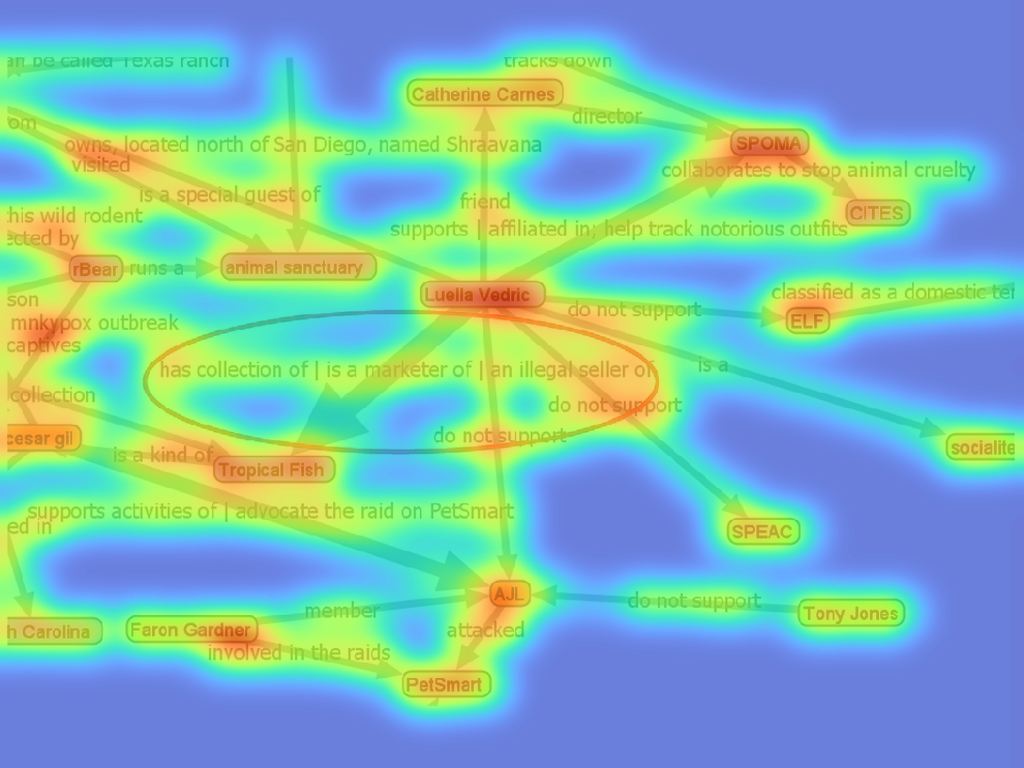 an be called Texas ranch
tracks down
Catherine Carnes
director
om
owns, located north of San Diego, named Shraavana
SPOMA
visited
collaborates to stop animal cruelty
is a special guest of
friend
CITES
his wild rodent
supports | affiliated in; help track notorious outfits
ected by
rBear
runs a
animal sanctuary
Luella Vedric
classified as a domestic ter
son
do not support
ELF
mnkypox outbreak
captives
has collection of | is a marketer of | an illegal seller of
is a
collection
do not support
cesar gil
do not support
socialite
is a kind of
Tropical Fish
supports activities of | advocate the raid on PetSmart
ed in
SPEAC
AJL
member
do not support
Tony Jones
h Carolina
Faron Gardner
attacked
involved in the raids
PetSmart